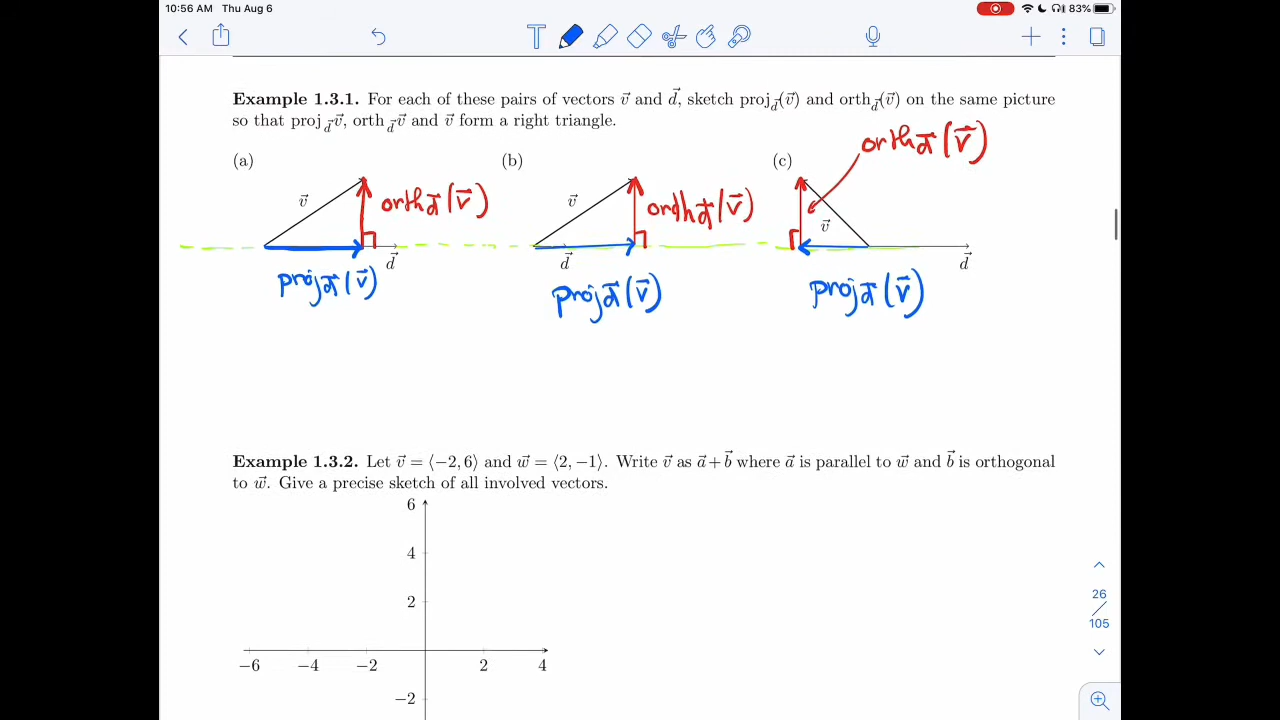 10:56 AM Thu Aug 6 83%
T
Example 1.3.1. For each of these pairs of vectors v⃗ and d⃗, sketch proj_d⃗(v⃗) and orth_d⃗(v⃗) on the same picture
so that proj_d⃗ v⃗, orth_d⃗ v⃗ and v⃗ form a right triangle.
(a) (b) (c) orth_d⃗(v⃗)
v⃗ orth_d⃗(v⃗) v⃗ orth_d⃗(v⃗) v⃗
d⃗ d⃗ d⃗
proj_d⃗(v⃗) proj_d⃗(v⃗) proj_d⃗(v⃗)
Example 1.3.2. Let v⃗ = ⟨−2, 6⟩ and w⃗ = ⟨2, −1⟩. Write v⃗ as a⃗ + b⃗ where a⃗ is parallel to w⃗ and b⃗ is orthogonal
to w⃗. Give a precise sketch of all involved vectors.
6
4
2
−6 −4 −2 2 4
−2
26
105